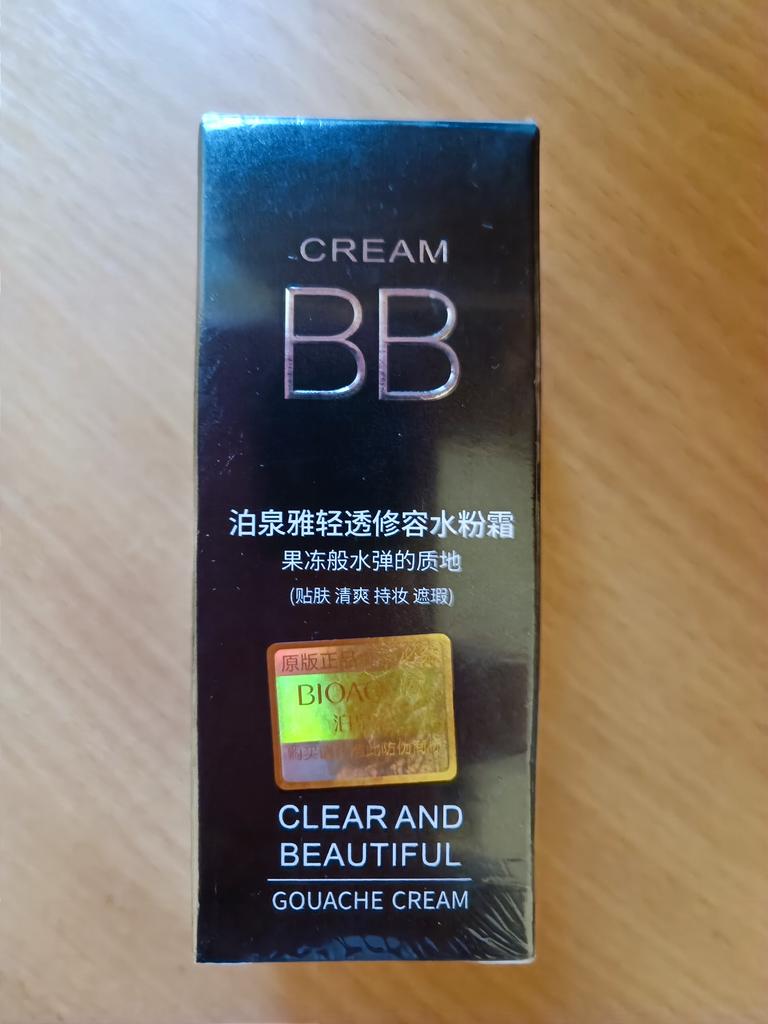 CREAM
BB
泊泉雅轻透修容水粉霜
果冻般水弹的质地
(贴肤 清爽 持妆 遮瑕)
原版正品
CLEAR AND
BEAUTIFUL
GOUACHE CREAM